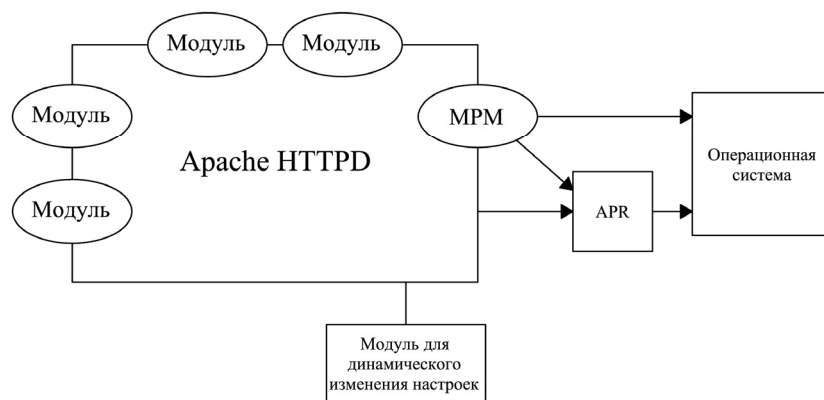 Модуль
Модуль
Модуль
MPM
Apache HTTPD
Операционная
система
Модуль
APR
Модуль для
динамического
изменения настроек